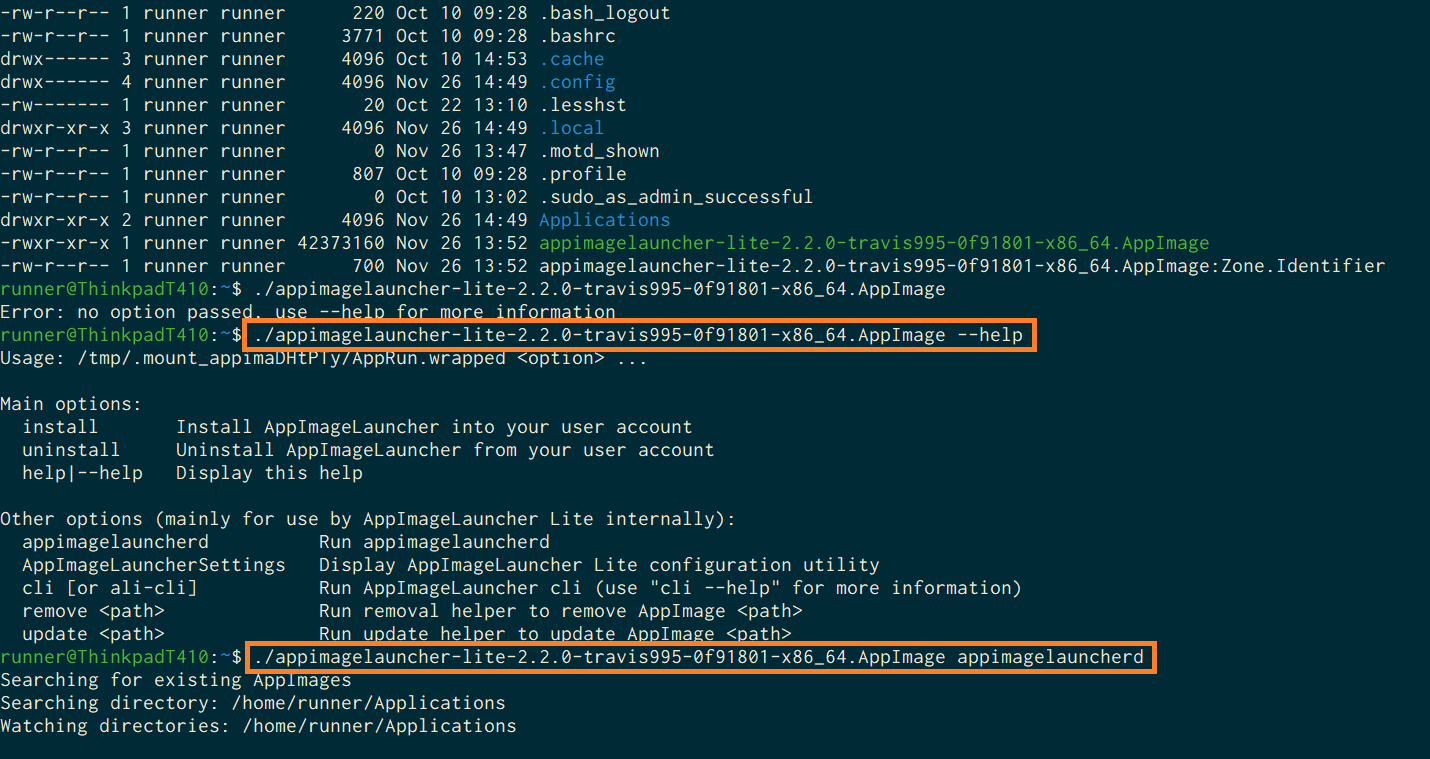 -rw-r--r-- 1 runner runner      220 Oct 10 09:28 .bash_logout
-rw-r--r-- 1 runner runner     3771 Oct 10 09:28 .bashrc
drwx------ 3 runner runner     4096 Oct 10 14:53 .cache
drwx------ 4 runner runner     4096 Nov 26 14:49 .config
-rw------- 1 runner runner       20 Oct 22 13:10 .lesshst
drwxr-xr-x 3 runner runner     4096 Nov 26 14:49 .local
-rw-r--r-- 1 runner runner        0 Nov 26 13:47 .motd_shown
-rw-r--r-- 1 runner runner      807 Oct 10 09:28 .profile
-rw-r--r-- 1 runner runner        0 Oct 10 13:02 .sudo_as_admin_successful
drwxr-xr-x 2 runner runner     4096 Nov 26 14:49 Applications
-rwxr-xr-x 1 runner runner 42373160 Nov 26 13:52 appimagelauncher-lite-2.2.0-travis995-0f91801-x86_64.AppImage
-rw-r--r-- 1 runner runner      700 Nov 26 13:52 appimagelauncher-lite-2.2.0-travis995-0f91801-x86_64.AppImage:Zone.Identifier
runner@ThinkpadT410:~$ ./appimagelauncher-lite-2.2.0-travis995-0f91801-x86_64.AppImage
Error: no option passed, use --help for more information
runner@ThinkpadT410:~$ ./appimagelauncher-lite-2.2.0-travis995-0f91801-x86_64.AppImage --help
Usage: /tmp/.mount_appimaDHtPTy/AppRun.wrapped <option> ...

Main options:
  install       Install AppImageLauncher into your user account
  uninstall     Uninstall AppImageLauncher from your user account
  help|--help   Display this help

Other options (mainly for use by AppImageLauncher Lite internally):
  appimagelauncherd          Run appimagelauncherd
  AppImageLauncherSettings   Display AppImageLauncher Lite configuration utility
  cli [or ali-cli]           Run AppImageLauncher cli (use "cli --help" for more information)
  remove <path>              Run removal helper to remove AppImage <path>
  update <path>              Run update helper to update AppImage <path>
runner@ThinkpadT410:~$ ./appimagelauncher-lite-2.2.0-travis995-0f91801-x86_64.AppImage appimagelauncherd
Searching for existing AppImages
Searching directory: /home/runner/Applications
Watching directories: /home/runner/Applications